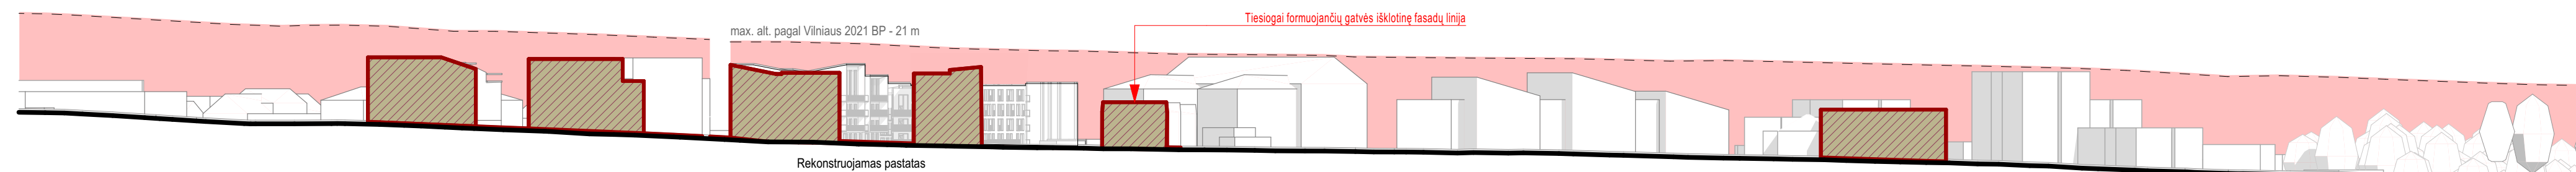 Tiesiogai formuojančių gatvės išklotinę fasadų linija
max. alt. pagal Vilniaus 2021 BP - 21 m
Rekonstruojamas pastatas